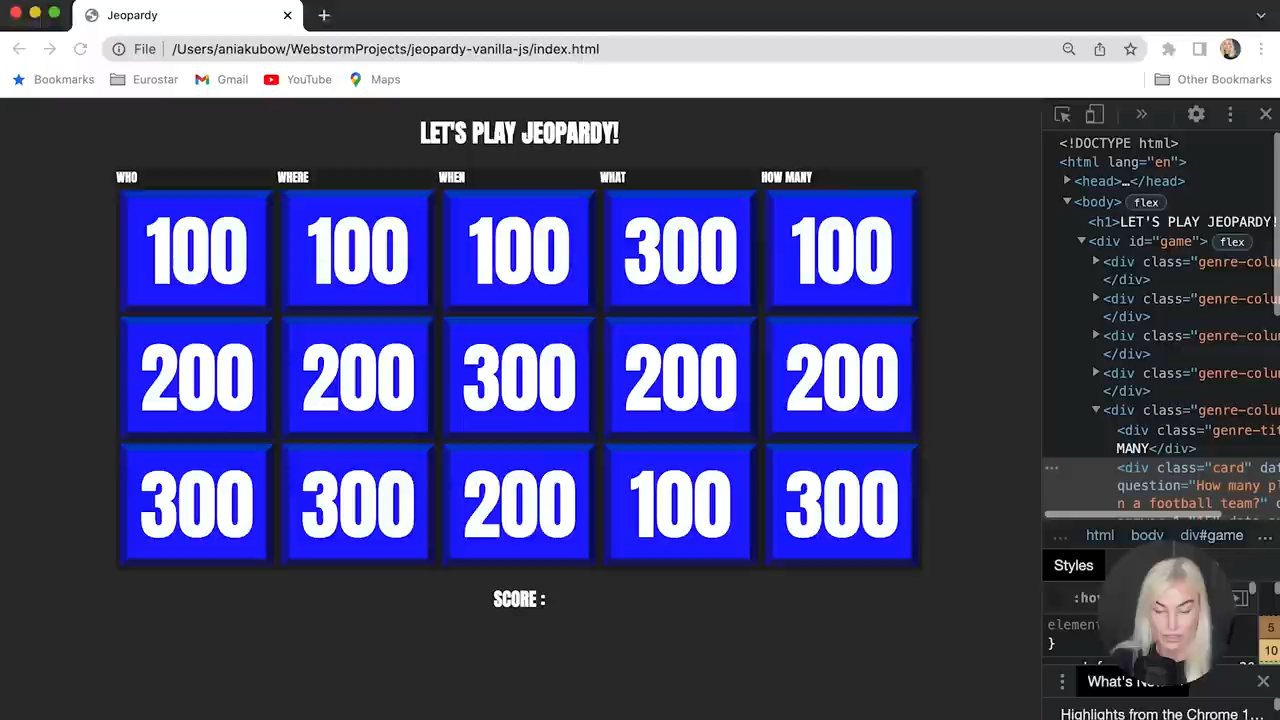 Jeopardy
File /Users/aniakubow/WebstormProjects/jeopardy-vanilla-js/index.html
Bookmarks Eurostar Gmail YouTube Maps Other Bookmarks
LET'S PLAY JEOPARDY!
WHO WHERE WHEN WHAT HOW MANY
100 100 100 300 100
200 200 300 200 200
300 300 200 100 300
SCORE :
<!DOCTYPE html>
<html lang="en">
<head>…</head>
<body> flex
<h1>LET'S PLAY JEOPARDY!
<div id="game"> flex
<div class="genre-colu
</div>
<div class="genre-colu
</div>
<div class="genre-colu
</div>
<div class="genre-colu
</div>
<div class="genre-colu
<div class="genre-tit
MANY</div>
<div class="card" dat
question="How many pl
n a football team?"
… html body div#game …
Styles
:hov
element
}
5
10
What's
Highlights from the Chrome 1…